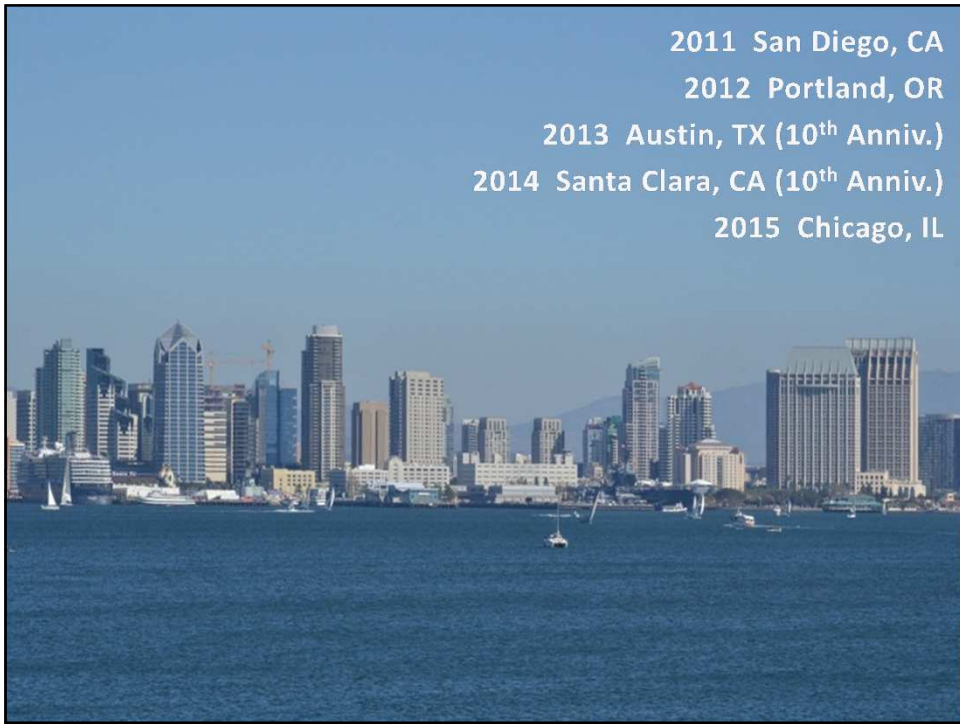 2011 San Diego, CA
2012 Portland, OR
2013 Austin, TX (10th Anniv.)
2014 Santa Clara, CA (10th Anniv.)
2015 Chicago, IL